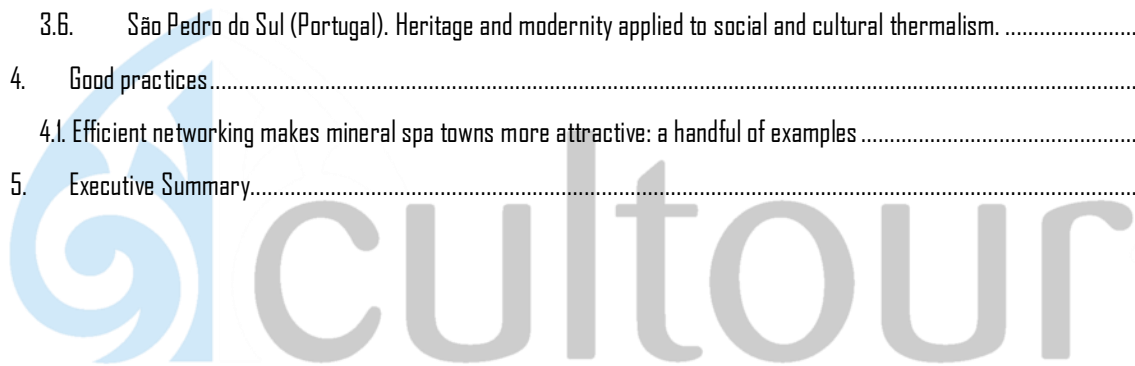 3.6. São Pedro do Sul (Portugal). Heritage and modernity applied to social and cultural thermalism. ........................
4. Good practices........................................................................................................................
4.1. Efficient networking makes mineral spa towns more attractive: a handful of examples ................................................
5. Executive Summary........................................................................................................................
cultour